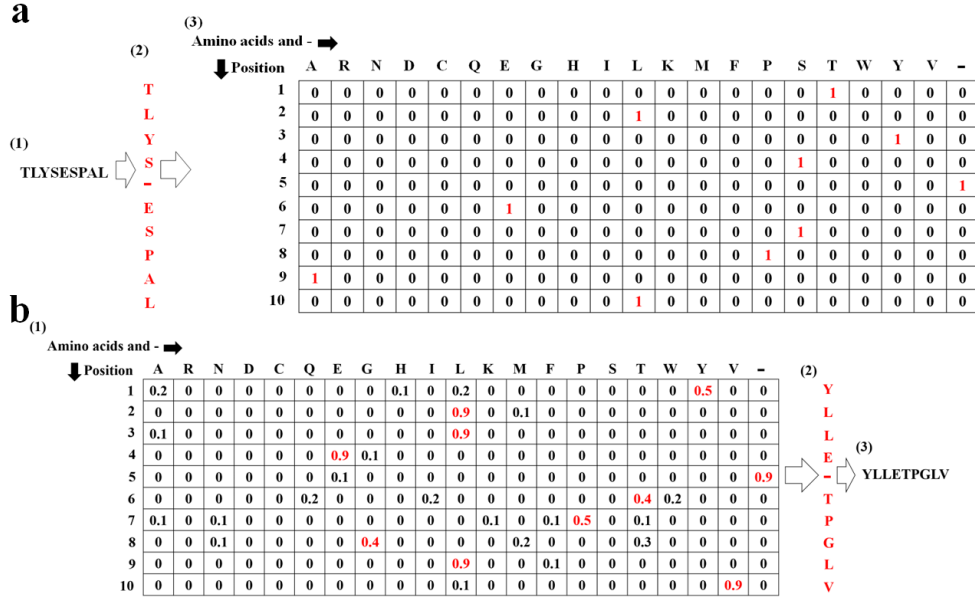 a
(3)
Amino acids and -
(2)
Position A R N D C Q E G H I L K M F P S T W Y V -
T 1 0 0 0 0 0 0 0 0 0 0 0 0 0 0 0 0 1 0 0 0 0
L 2 0 0 0 0 0 0 0 0 0 0 1 0 0 0 0 0 0 0 0 0 0
Y 3 0 0 0 0 0 0 0 0 0 0 0 0 0 0 0 0 0 0 1 0 0
(1)
S 4 0 0 0 0 0 0 0 0 0 0 0 0 0 0 0 1 0 0 0 0 0
TLYSESPAL
- 5 0 0 0 0 0 0 0 0 0 0 0 0 0 0 0 0 0 0 0 0 1
E 6 0 0 0 0 0 0 1 0 0 0 0 0 0 0 0 0 0 0 0 0 0
S 7 0 0 0 0 0 0 0 0 0 0 0 0 0 0 0 1 0 0 0 0 0
P 8 0 0 0 0 0 0 0 0 0 0 0 0 0 0 1 0 0 0 0 0 0
A 9 1 0 0 0 0 0 0 0 0 0 0 0 0 0 0 0 0 0 0 0 0
L 10 0 0 0 0 0 0 0 0 0 0 1 0 0 0 0 0 0 0 0 0 0
b
(1)
Amino acids and -
Position A R N D C Q E G H I L K M F P S T W Y V -
(2)
1 0.2 0 0 0 0 0 0 0 0.1 0 0.2 0 0 0 0 0 0 0 0.5 0 0 Y
2 0 0 0 0 0 0 0 0 0 0 0.9 0 0.1 0 0 0 0 0 0 0 0 L
3 0.1 0 0 0 0 0 0 0 0 0 0.9 0 0 0 0 0 0 0 0 0 0 L
4 0 0 0 0 0 0 0.9 0.1 0 0 0 0 0 0 0 0 0 0 0 0 0 E
(3)
5 0 0 0 0 0 0 0.1 0 0 0 0 0 0 0 0 0 0 0 0 0 0.9 -
YLLETPGLV
6 0 0 0 0 0 0.2 0 0 0 0.2 0 0 0 0 0 0 0.4 0.2 0 0 0 T
7 0.1 0 0.1 0 0 0 0 0 0 0 0 0.1 0 0.1 0.5 0 0.1 0 0 0 0 P
8 0 0 0.1 0 0 0 0 0.4 0 0 0 0 0.2 0 0 0 0.3 0 0 0 0 G
9 0 0 0 0 0 0 0 0 0 0 0.9 0 0 0.1 0 0 0 0 0 0 0 L
10 0 0 0 0 0 0 0 0 0 0 0.1 0 0 0 0 0 0 0 0 0.9 0 V